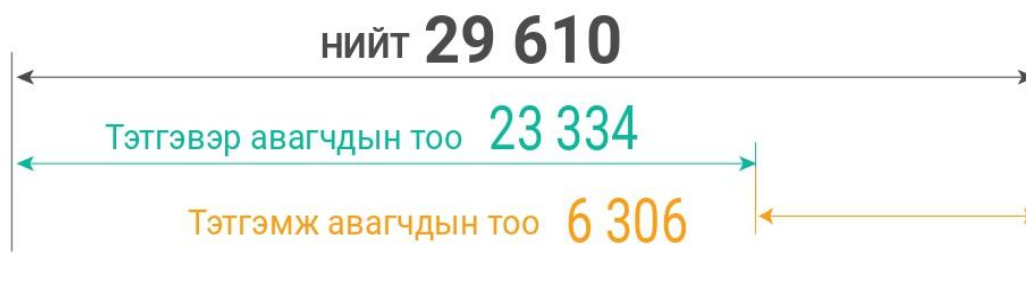 нийт 29 610
Тэтгэвэр авагчдын тоо 23 334
Тэтгэмж авагчдын тоо 6 306